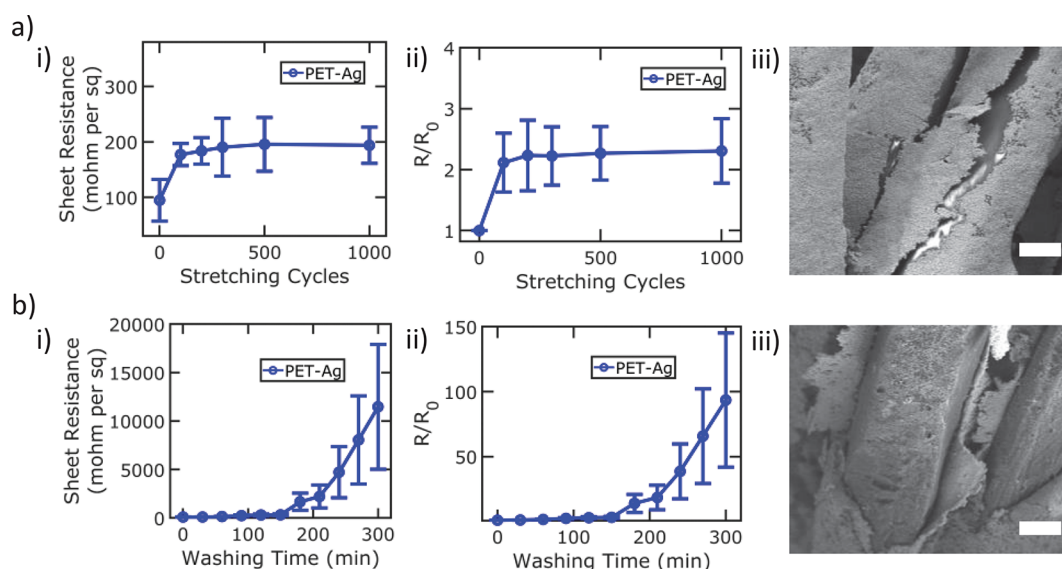 a)
i)
Sheet Resistance
(mohm per sq)
300
200
100
PET-Ag
0
500
1000
Stretching Cycles
ii)
R/R0
4
3
2
1
PET-Ag
0
500
1000
Stretching Cycles
iii)
b)
i)
Sheet Resistance
(mohm per sq)
20000
15000
10000
5000
0
PET-Ag
0
100
200
300
Washing Time (min)
ii)
R/R0
150
100
50
PET-Ag
0
100
200
300
Washing Time (min)
iii)